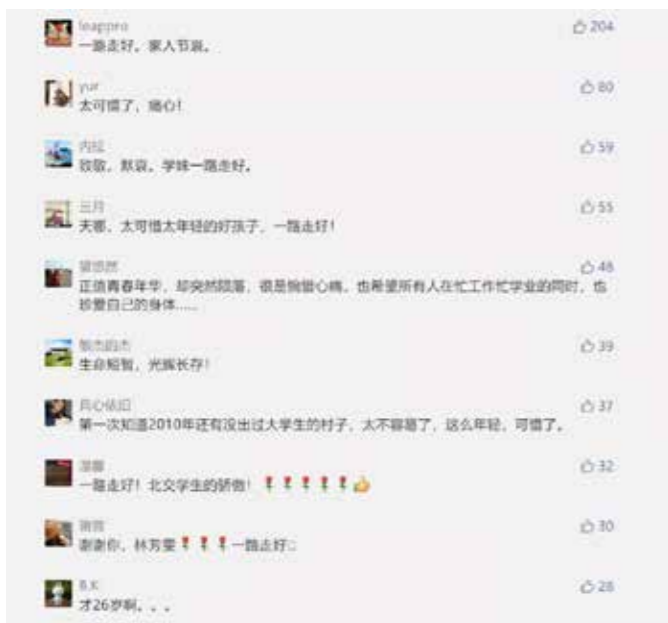 leappro
204
一路走好。家人节哀。
yur
80
太可惜了，痛心！
内拉
59
致敬，默哀。学妹一路走好。
三月
55
天哪，太可惜太年轻的好孩子，一路走好！
48
正值青春年华，却突然陨落，很是惋惜心痛，也希望所有人在忙工作忙学业的同时，也
珍爱自己的身体......
39
生命短暂，光辉长存！
37
第一次知道2010年还有没出过大学生的村子，太不容易了，这么年轻，可惜了。
32
一路走好！北交学生的骄傲！🌹🌹🌹🌹🌹👍
30
谢谢你，林芳雯🌹🌹🌹一路走好
B.K
28
才26岁啊。。。